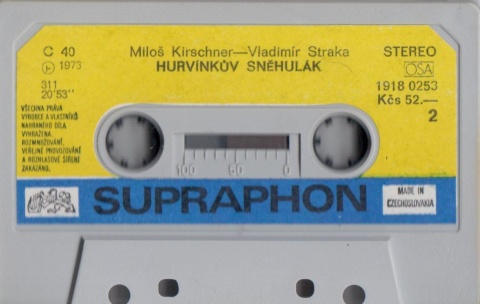 C 40
Miloš Kirschner—Vladimír Straka
STEREO
Ⓟ 1973
HURVÍNKŮV SNĚHULÁK
OSA
311
20'53''
1918 0253
Kčs 52.—
2
VŠECHNA PRÁVA
VÝROBCE A VLASTNÍKŮ
NAHRANÉHO DÍLA
VYHRAZENA.
ROZMNOŽOVÁNÍ,
VEŘEJNÉ PROVOZOVÁNÍ
A ROZHLASOVÉ ŠÍŘENÍ
ZAKÁZÁNO.
100 50 0
SUPRAPHON
MADE IN
CZECHOSLOVAKIA